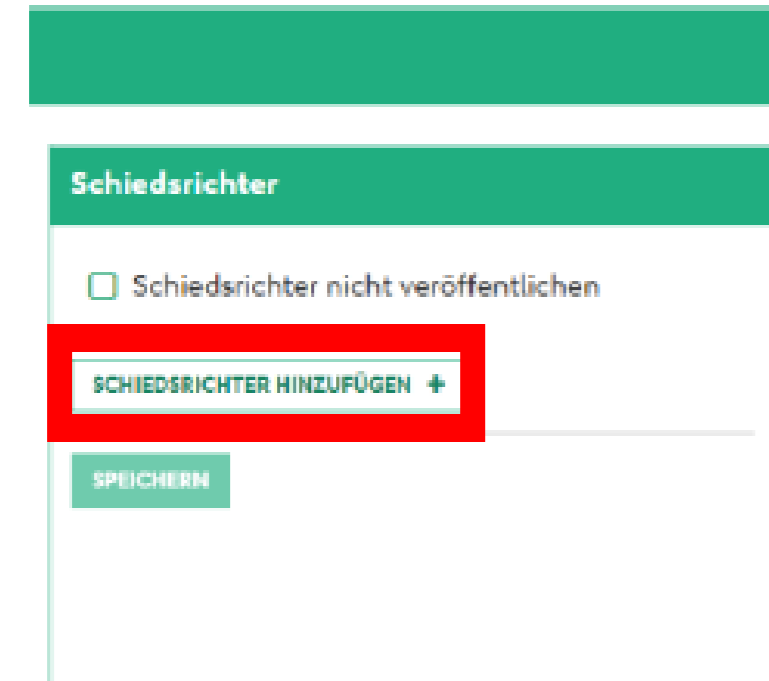 Schiedsrichter
Schiedsrichter nicht veröffentlichen
SCHIEDSRICHTER HINZUFÜGEN +
SPEICHERN